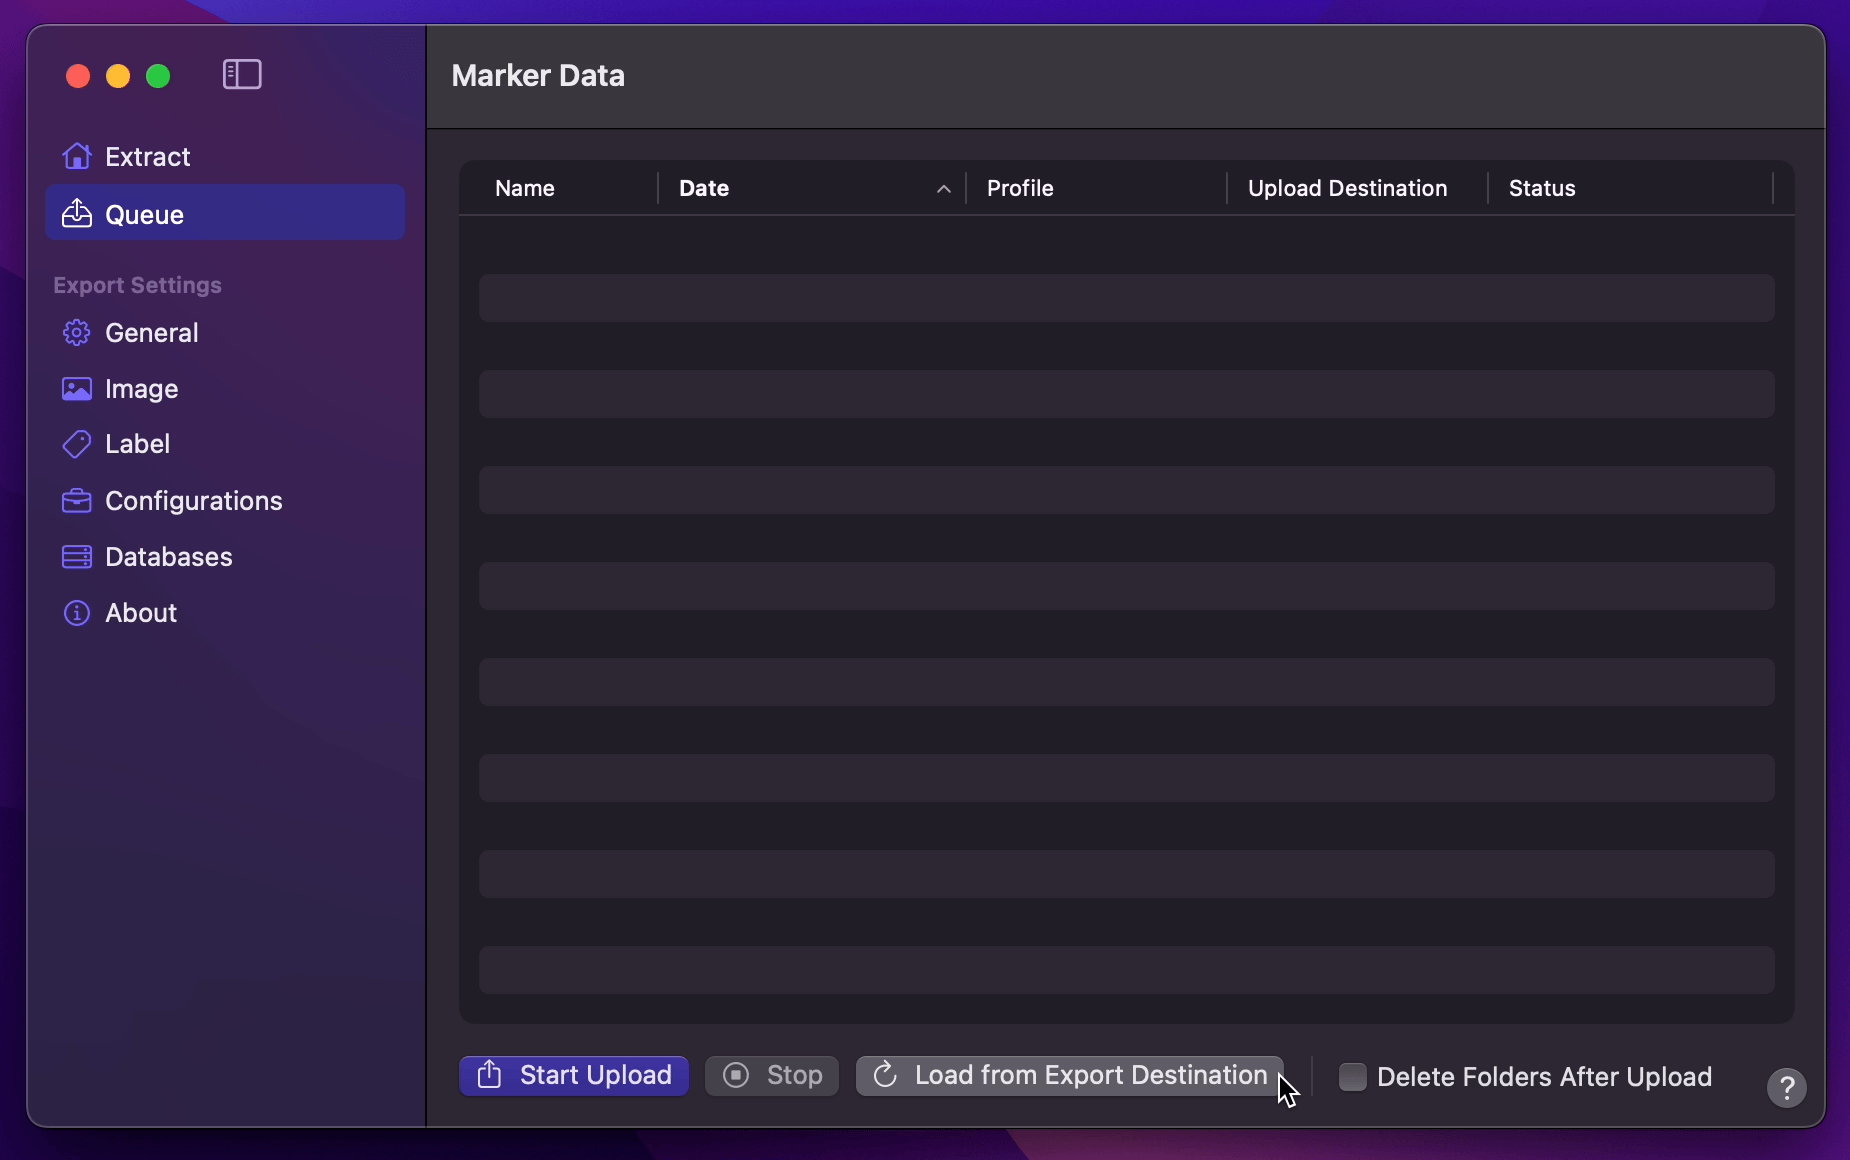 Marker Data
Extract
Queue
Export Settings
General
Image
Label
Configurations
Databases
About
Name Date Profile Upload Destination Status
Start Upload Stop Load from Export Destination Delete Folders After Upload ?